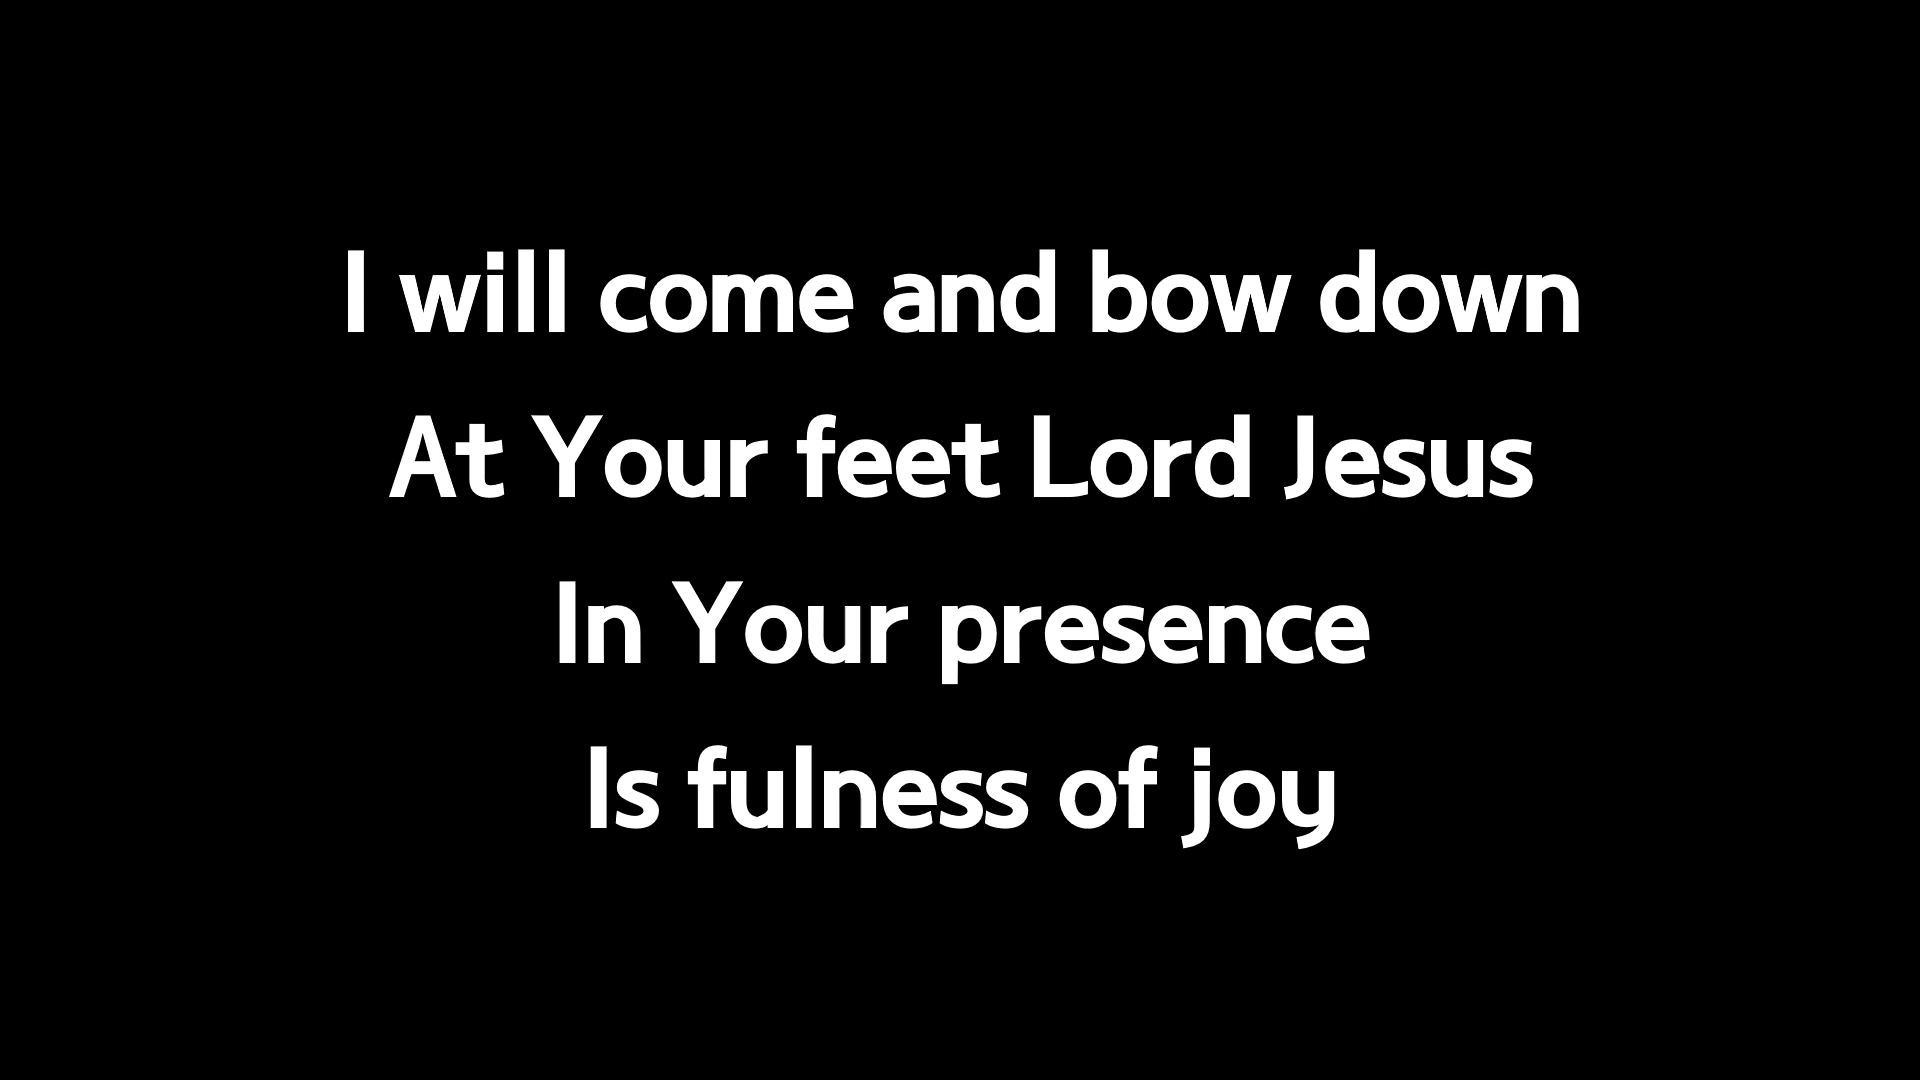 I will come and bow down
At Your feet Lord Jesus
In Your presence
Is fulness of joy